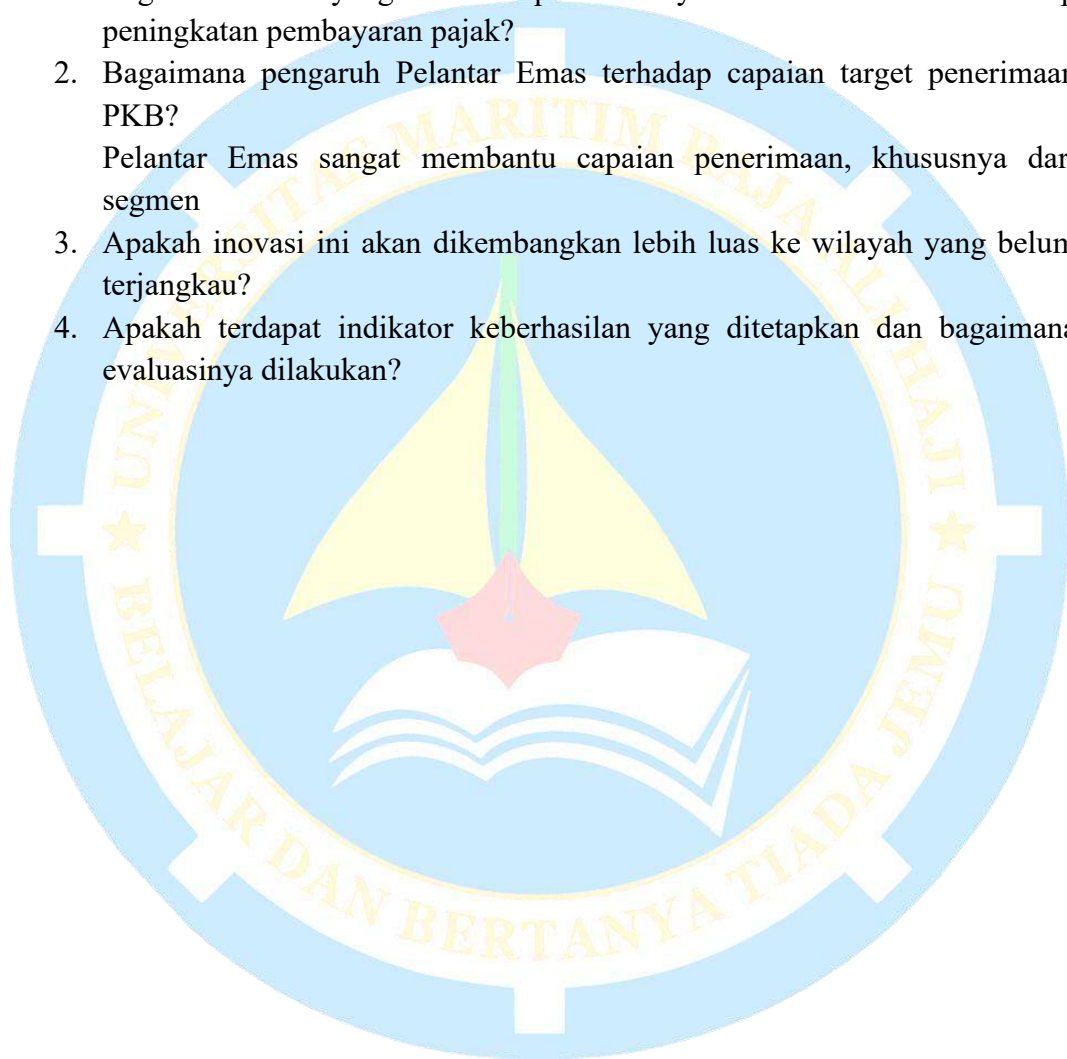 peningkatan pembayaran pajak?
2. Bagaimana pengaruh Pelantar Emas terhadap capaian target penerimaan
PKB?
Pelantar Emas sangat membantu capaian penerimaan, khususnya dari
segmen
3. Apakah inovasi ini akan dikembangkan lebih luas ke wilayah yang belum
terjangkau?
4. Apakah terdapat indikator keberhasilan yang ditetapkan dan bagaimana
evaluasinya dilakukan?
UNIVERSITAS MARITIM RAJA ALI HAJI
BELAJAR DAN BERTANYA TIADA JEMU